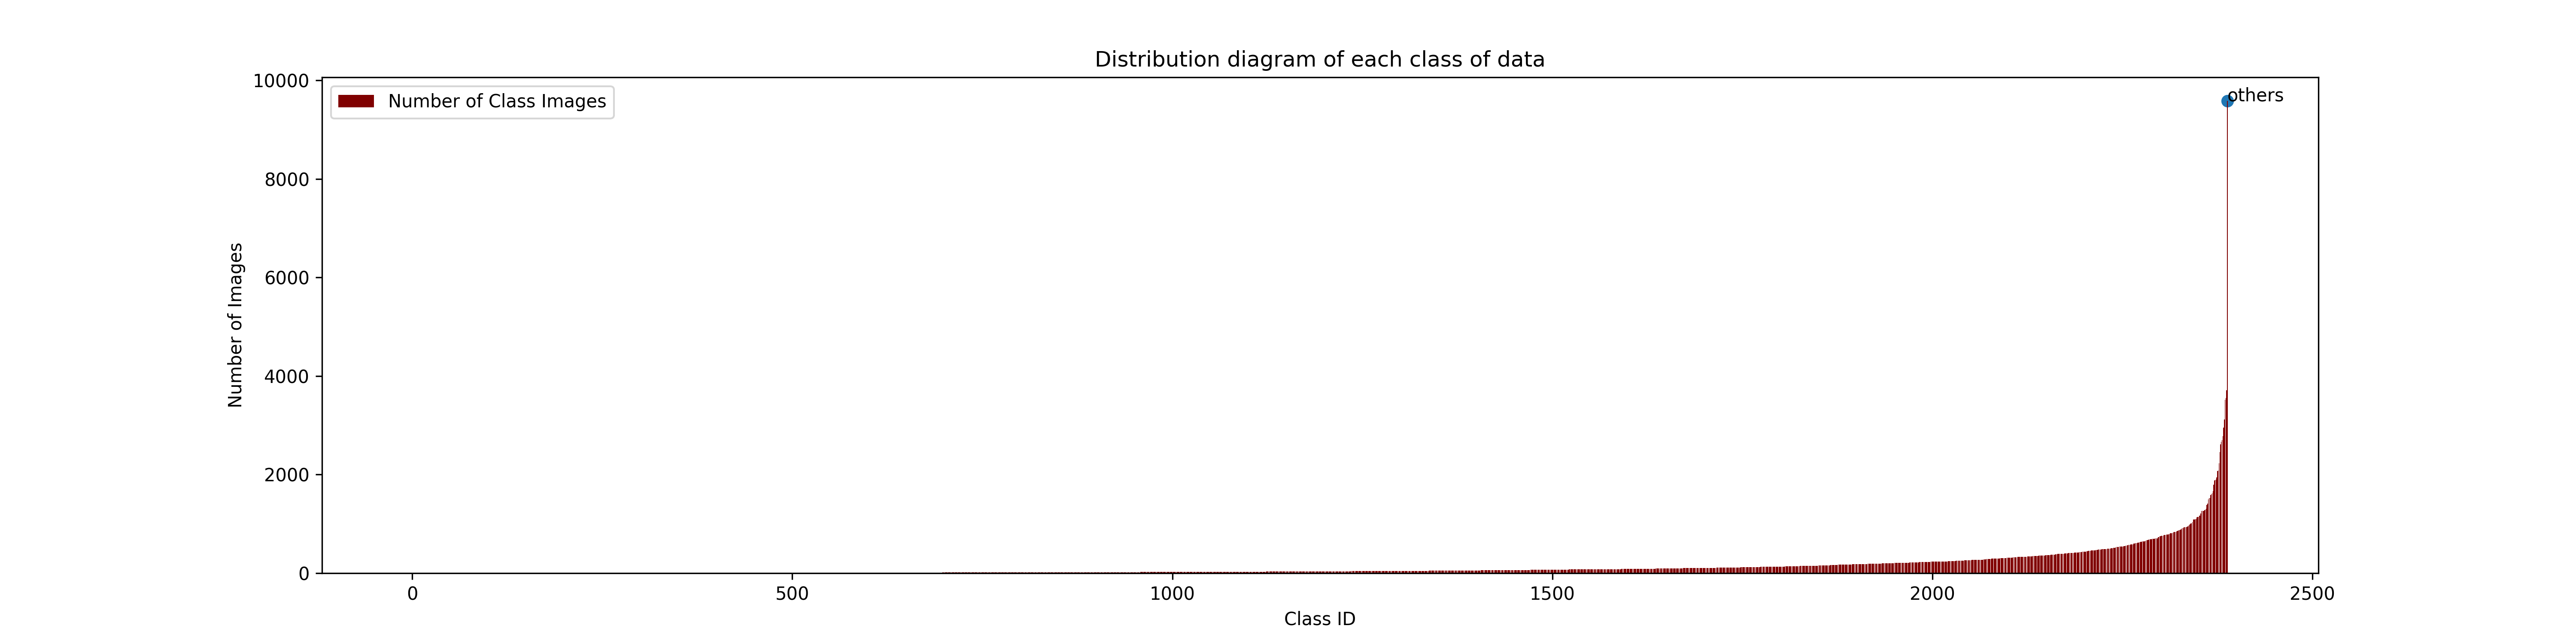 Distribution diagram of each class of data
Number of Class Images
others
10000
8000
6000
4000
2000
0
Number of Images
0 500 1000 1500 2000 2500
Class ID